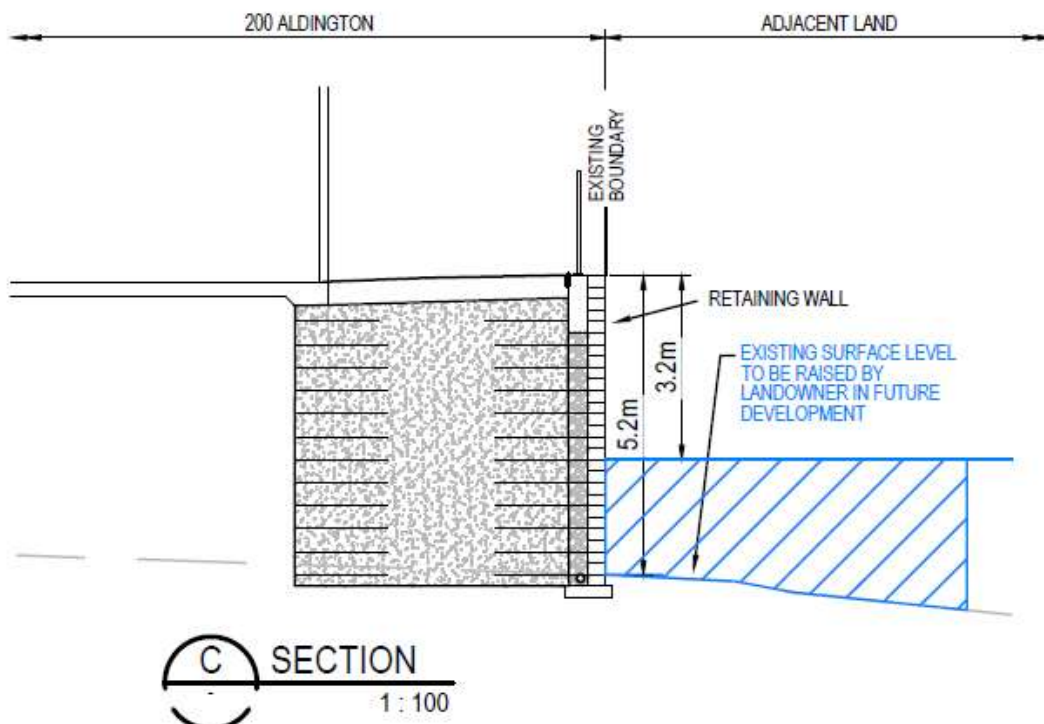 200 ALDINGTON
ADJACENT LAND
EXISTING
BOUNDARY
RETAINING WALL
EXISTING SURFACE LEVEL
TO BE RAISED BY
LANDOWNER IN FUTURE
DEVELOPMENT
3.2m
5.2m
C
-
SECTION
1 : 100